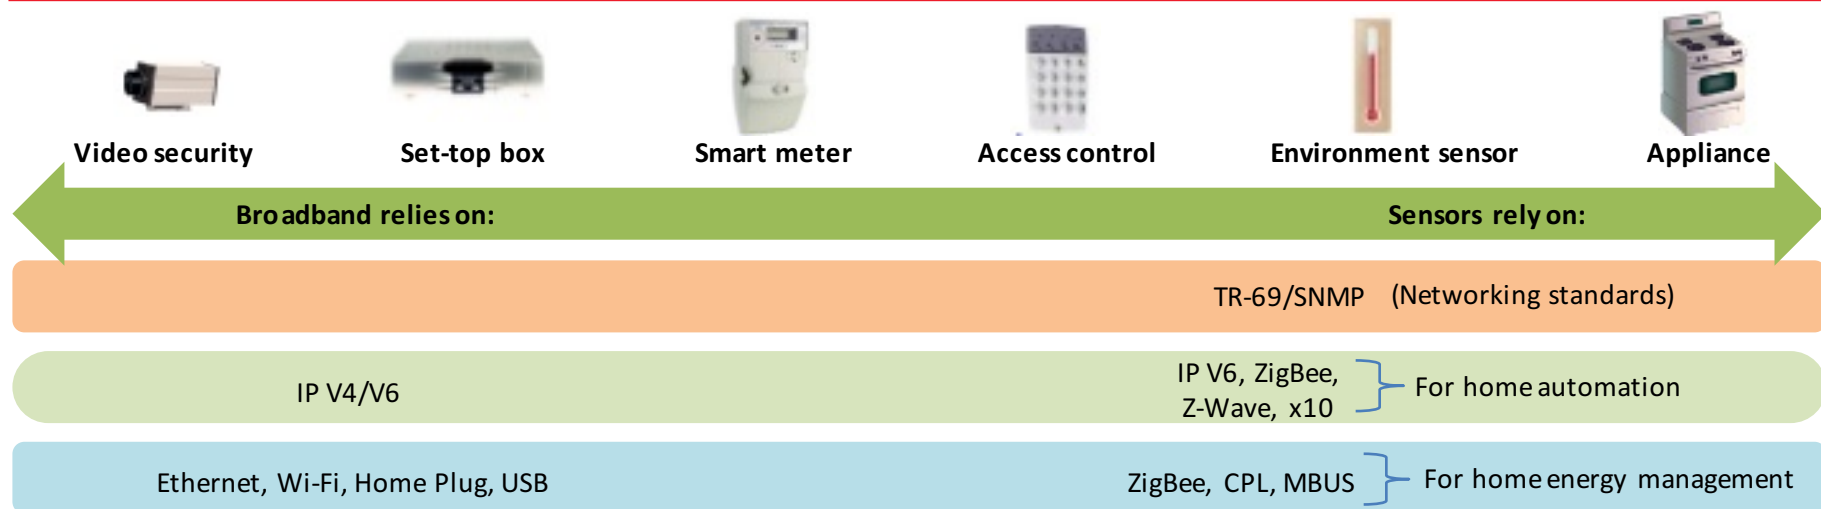 Video security
Set-top box
Smart meter
Access control
Environment sensor
Appliance
Broadband relies on:
Sensors rely on:
TR-69/SNMP (Networking standards)
IP V4/V6
IP V6, ZigBee,
Z-Wave, x10
For home automation
Ethernet, Wi-Fi, Home Plug, USB
ZigBee, CPL, MBUS
For home energy management